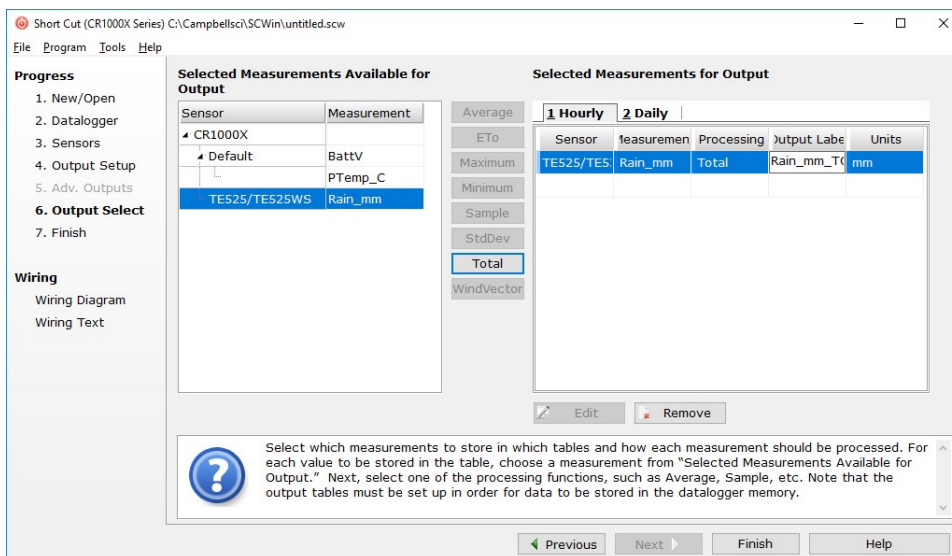 Short Cut (CR1000X Series) C:\Campbellsci\SCWin\untitled.scw
File Program Tools Help
Progress
1. New/Open
2. Datalogger
3. Sensors
4. Output Setup
5. Adv. Outputs
6. Output Select
7. Finish
Wiring
Wiring Diagram
Wiring Text
Selected Measurements Available for
Output
Sensor Measurement
CR1000X
Default BattV
PTemp_C
TE525/TE525WS Rain_mm
Average
ETo
Maximum
Minimum
Sample
StdDev
Total
WindVector
Selected Measurements for Output
1 Hourly 2 Daily
Sensor Measuremen Processing Output Labe Units
TE525/TE5 Rain_mm Total Rain_mm_T mm
Edit Remove
Select which measurements to store in which tables and how each measurement should be processed. For
each value to be stored in the table, choose a measurement from “Selected Measurements Available for
Output.” Next, select one of the processing functions, such as Average, Sample, etc. Note that the
output tables must be set up in order for data to be stored in the datalogger memory.
Previous Next Finish Help